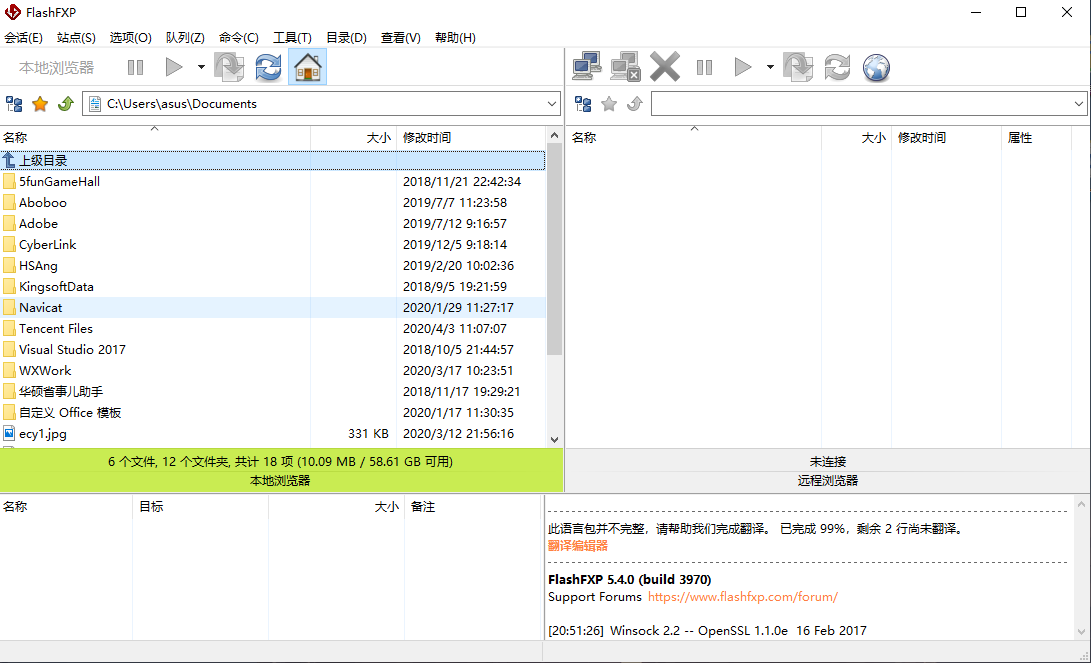 FlashFXP
会话(E) 站点(S) 选项(O) 队列(Z) 命令(C) 工具(T) 目录(D) 查看(V) 帮助(H)
本地浏览器
C:\Users\asus\Documents
名称 大小 修改时间
上级目录
5funGameHall 2018/11/21 22:42:34
Aboboo 2019/7/7 11:23:58
Adobe 2019/7/12 9:16:57
CyberLink 2019/12/5 9:18:14
HSAng 2019/2/20 10:02:36
KingsoftData 2018/9/5 19:21:59
Navicat 2020/1/29 11:27:17
Tencent Files 2020/4/3 11:07:07
Visual Studio 2017 2018/10/5 21:44:57
WXWork 2020/3/17 10:23:51
华硕省事儿助手 2018/11/17 19:29:21
自定义 Office 模板 2020/1/17 11:30:35
ecy1.jpg 331 KB 2020/3/12 21:56:16
6 个文件, 12 个文件夹, 共计 18 项 (10.09 MB / 58.61 GB 可用)
本地浏览器
名称 大小 修改时间 属性
未连接
远程浏览器
名称 目标 大小 备注
此语言包并不完整，请帮助我们完成翻译。 已完成 99%，剩余 2 行尚未翻译。
翻译编辑器
FlashFXP 5.4.0 (build 3970)
Support Forums https://www.flashfxp.com/forum/
[20:51:26] Winsock 2.2 -- OpenSSL 1.1.0e 16 Feb 2017